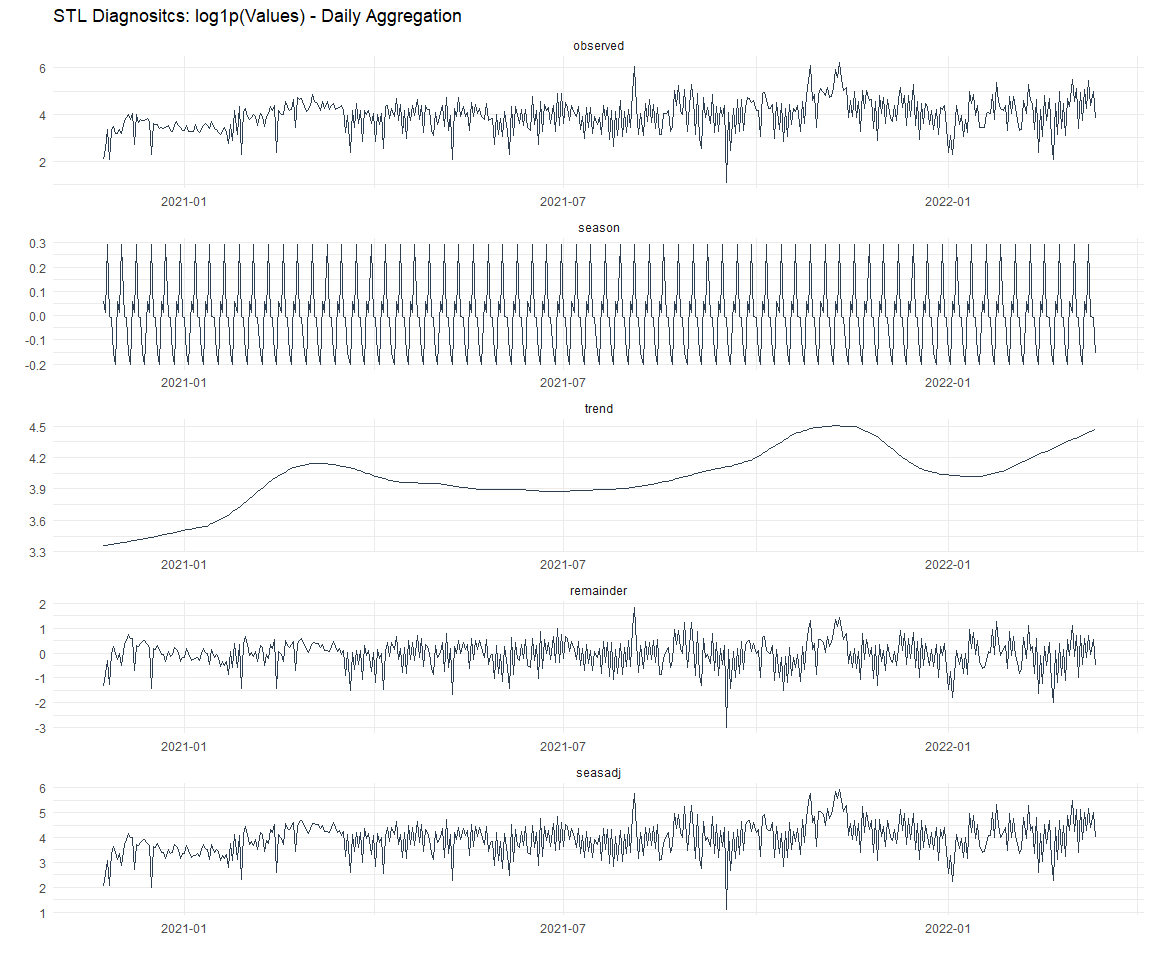 STL Diagnositcs: log1p(Values) - Daily Aggregation
observed
6
4
2
2021-01 2021-07 2022-01
season
0.3
0.2
0.1
0.0
-0.1
-0.2
2021-01 2021-07 2022-01
trend
4.5
4.2
3.9
3.6
3.3
2021-01 2021-07 2022-01
remainder
2
1
0
-1
-2
-3
2021-01 2021-07 2022-01
seasadj
6
5
4
3
2
1
2021-01 2021-07 2022-01